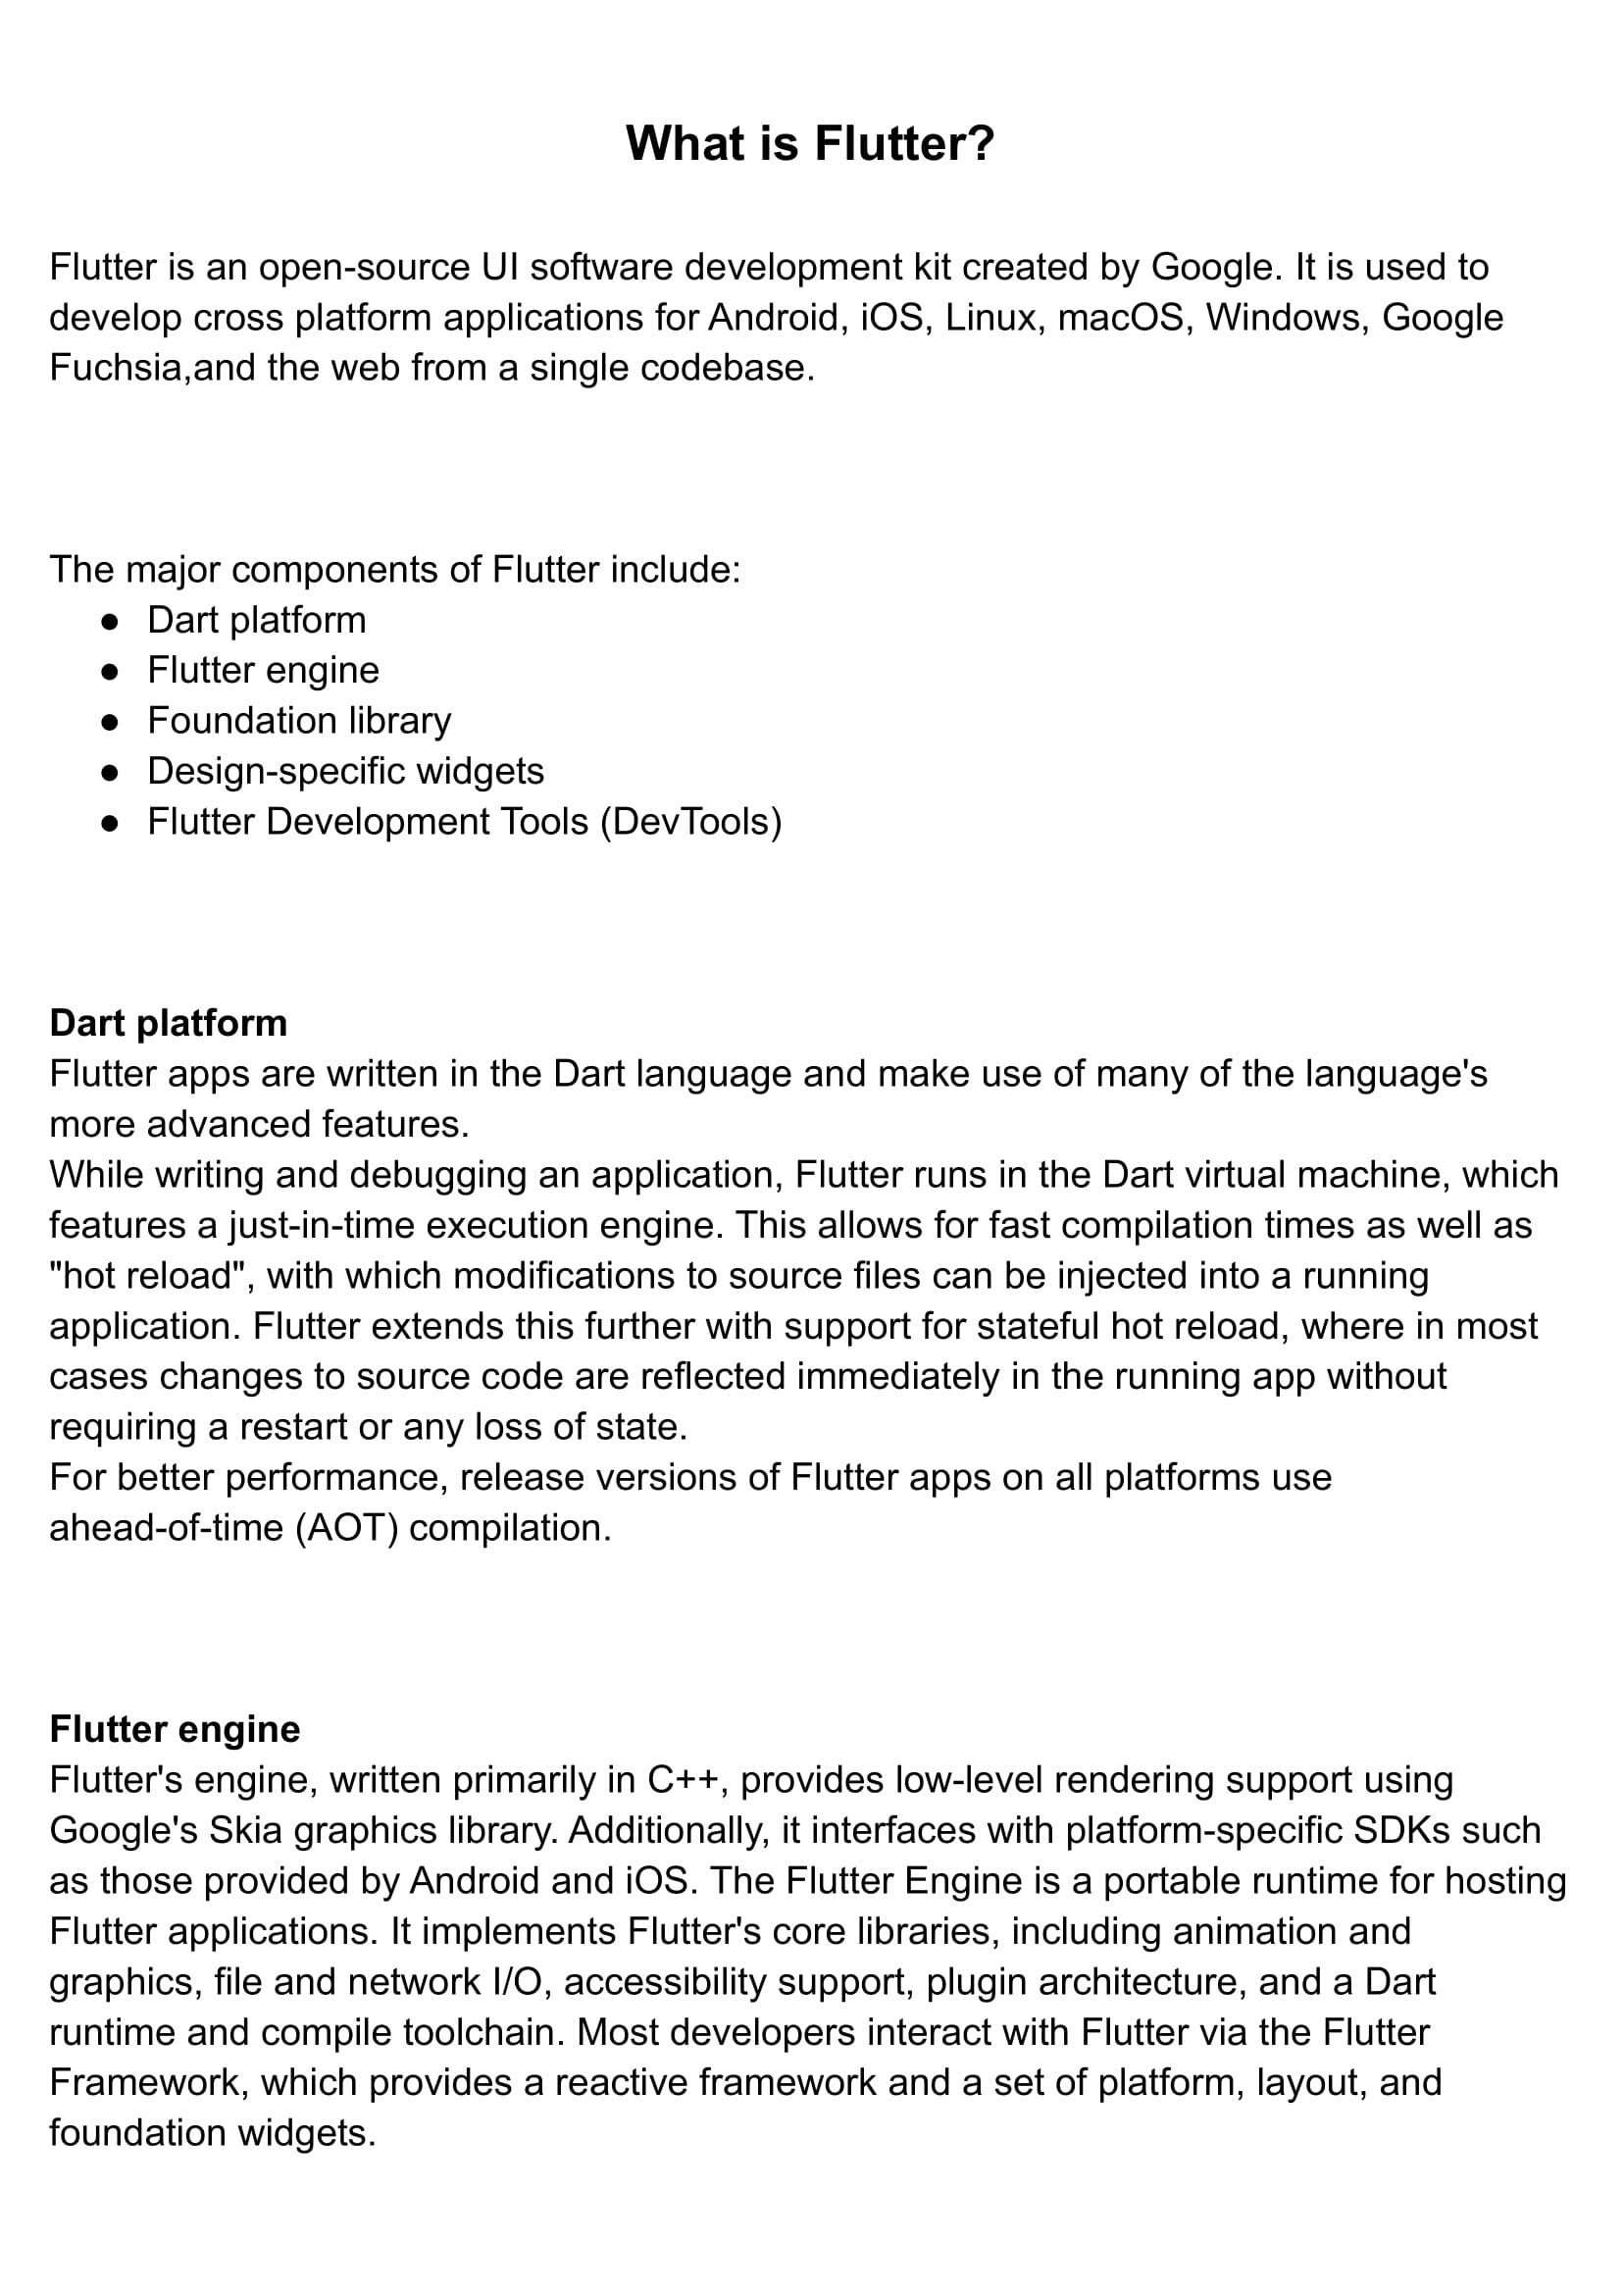 What is Flutter?
Flutter is an open-source UI software development kit created by Google. It is used to
develop cross platform applications for Android, iOS, Linux, macOS, Windows, Google
Fuchsia,and the web from a single codebase.
The major components of Flutter include:
● Dart platform
● Flutter engine
● Foundation library
● Design-specific widgets
● Flutter Development Tools (DevTools)
Dart platform
Flutter apps are written in the Dart language and make use of many of the language's
more advanced features.
While writing and debugging an application, Flutter runs in the Dart virtual machine, which
features a just-in-time execution engine. This allows for fast compilation times as well as
"hot reload", with which modifications to source files can be injected into a running
application. Flutter extends this further with support for stateful hot reload, where in most
cases changes to source code are reflected immediately in the running app without
requiring a restart or any loss of state.
For better performance, release versions of Flutter apps on all platforms use
ahead-of-time (AOT) compilation.
Flutter engine
Flutter's engine, written primarily in C++, provides low-level rendering support using
Google's Skia graphics library. Additionally, it interfaces with platform-specific SDKs such
as those provided by Android and iOS. The Flutter Engine is a portable runtime for hosting
Flutter applications. It implements Flutter's core libraries, including animation and
graphics, file and network I/O, accessibility support, plugin architecture, and a Dart
runtime and compile toolchain. Most developers interact with Flutter via the Flutter
Framework, which provides a reactive framework and a set of platform, layout, and
foundation widgets.